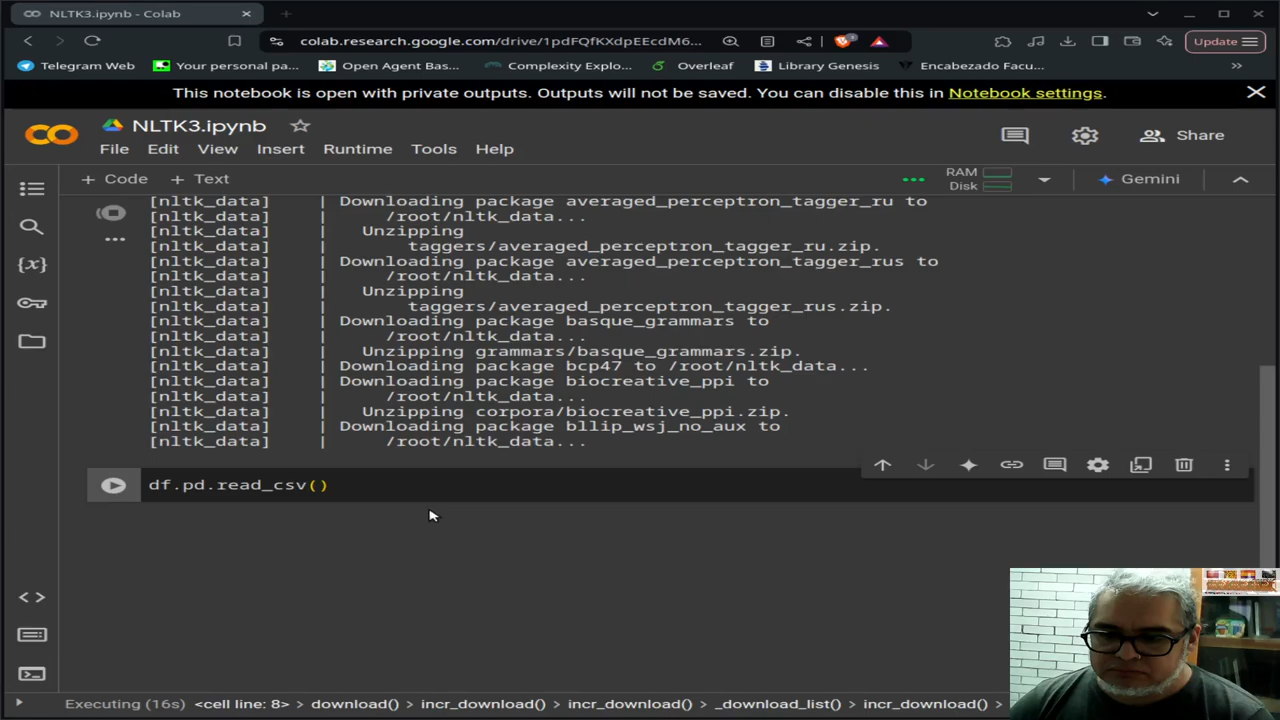 NLTK3.ipynb - Colab
colab.research.google.com/drive/1pdFQfKXdpEEcdM6...
Update
Telegram Web
Your personal pa...
Open Agent Bas...
Complexity Explo...
Overleaf
Library Genesis
Encabezado Facu...
This notebook is open with private outputs. Outputs will not be saved. You can disable this in Notebook settings.
NLTK3.ipynb
Share
File Edit View Insert Runtime Tools Help
+ Code + Text
RAM
Disk
Gemini
[nltk_data] | Downloading package averaged_perceptron_tagger_ru to
[nltk_data] | /root/nltk_data...
[nltk_data] | Unzipping
[nltk_data] taggers/averaged_perceptron_tagger_ru.zip.
[nltk_data] | Downloading package averaged_perceptron_tagger_rus to
[nltk_data] | /root/nltk_data...
[nltk_data] | Unzipping
[nltk_data] | taggers/averaged_perceptron_tagger_rus.zip.
[nltk_data] | Downloading package basque_grammars to
[nltk_data] | /root/nltk_data...
[nltk_data] | Unzipping grammars/basque_grammars.zip.
[nltk_data] | Downloading package bcp47 to /root/nltk_data...
[nltk_data] | Downloading package biocreative_ppi to
[nltk_data] | /root/nltk_data...
[nltk_data] | Unzipping corpora/biocreative_ppi.zip.
[nltk_data] | Downloading package bllip_wsj_no_aux to
[nltk_data] | /root/nltk_data...
df.pd.read_csv()
Executing (16s) <cell line: 8> > download() > incr_download() > incr_download() > _download_list() > incr_download() >